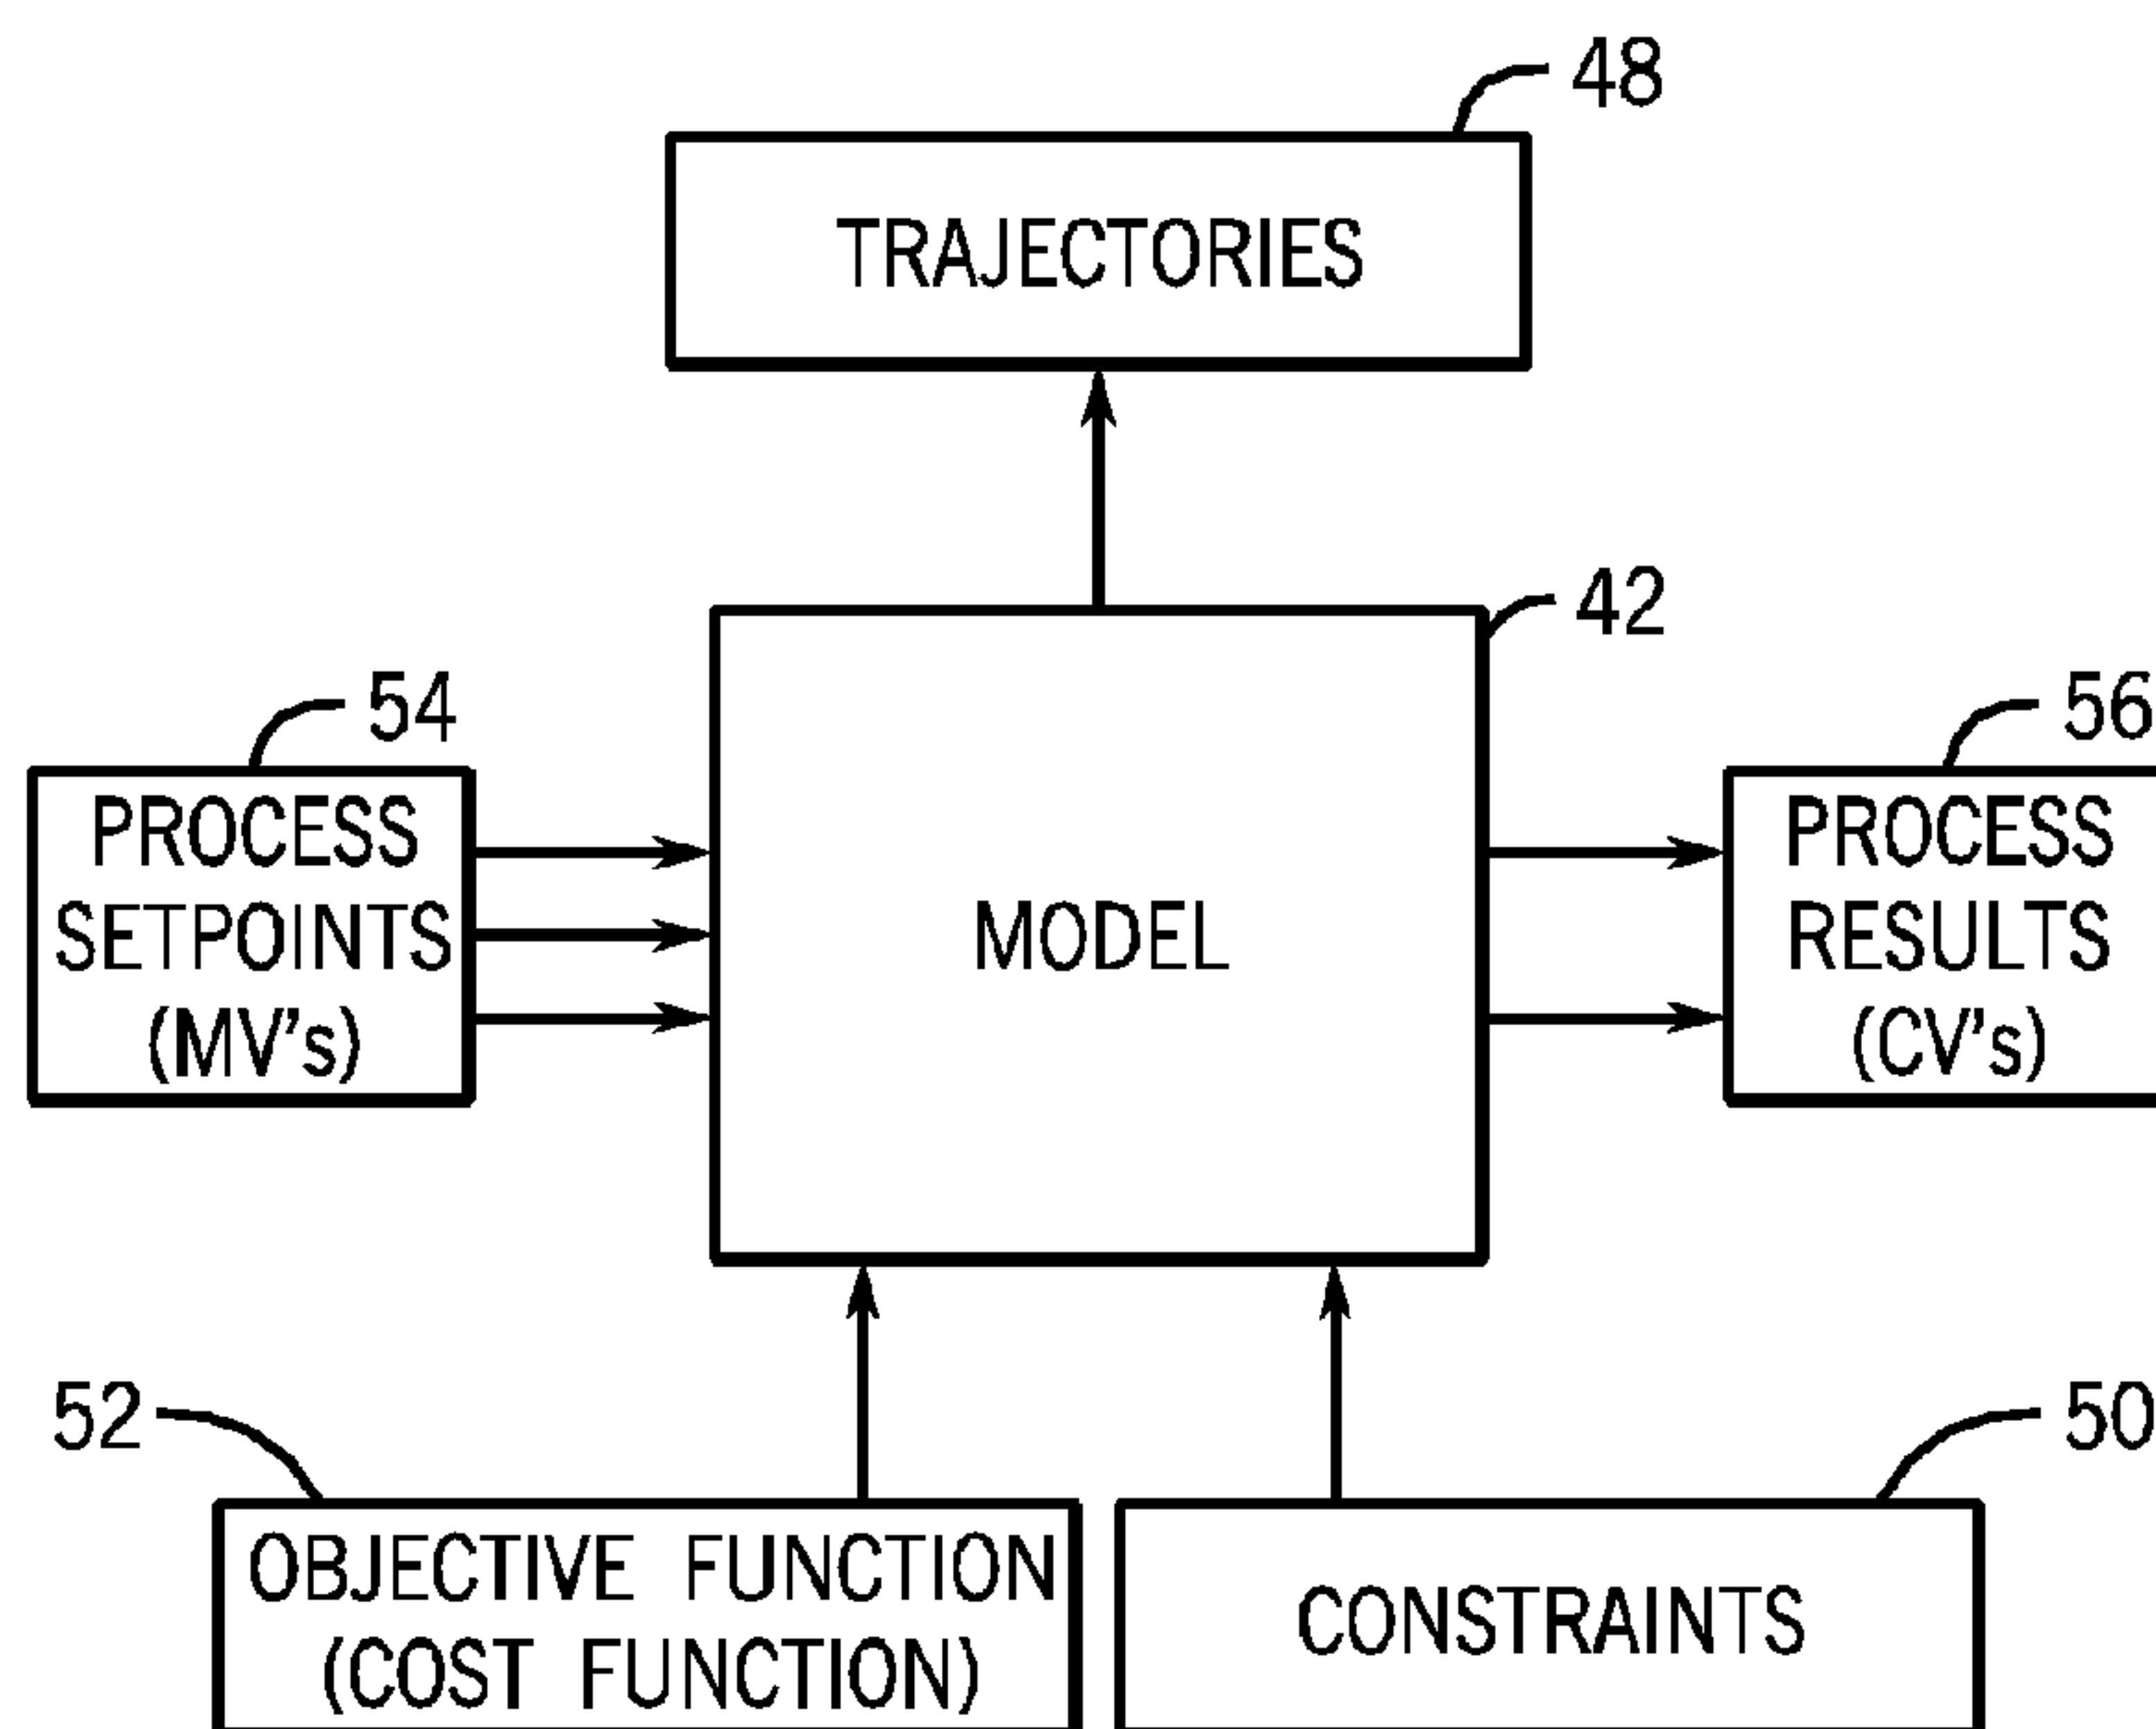 48
TRAJECTORIES
42
54
56
PROCESS
SETPOINTS
(MV's)
MODEL
PROCESS
RESULTS
(CV's)
52
50
OBJECTIVE FUNCTION
(COST FUNCTION)
CONSTRAINTS